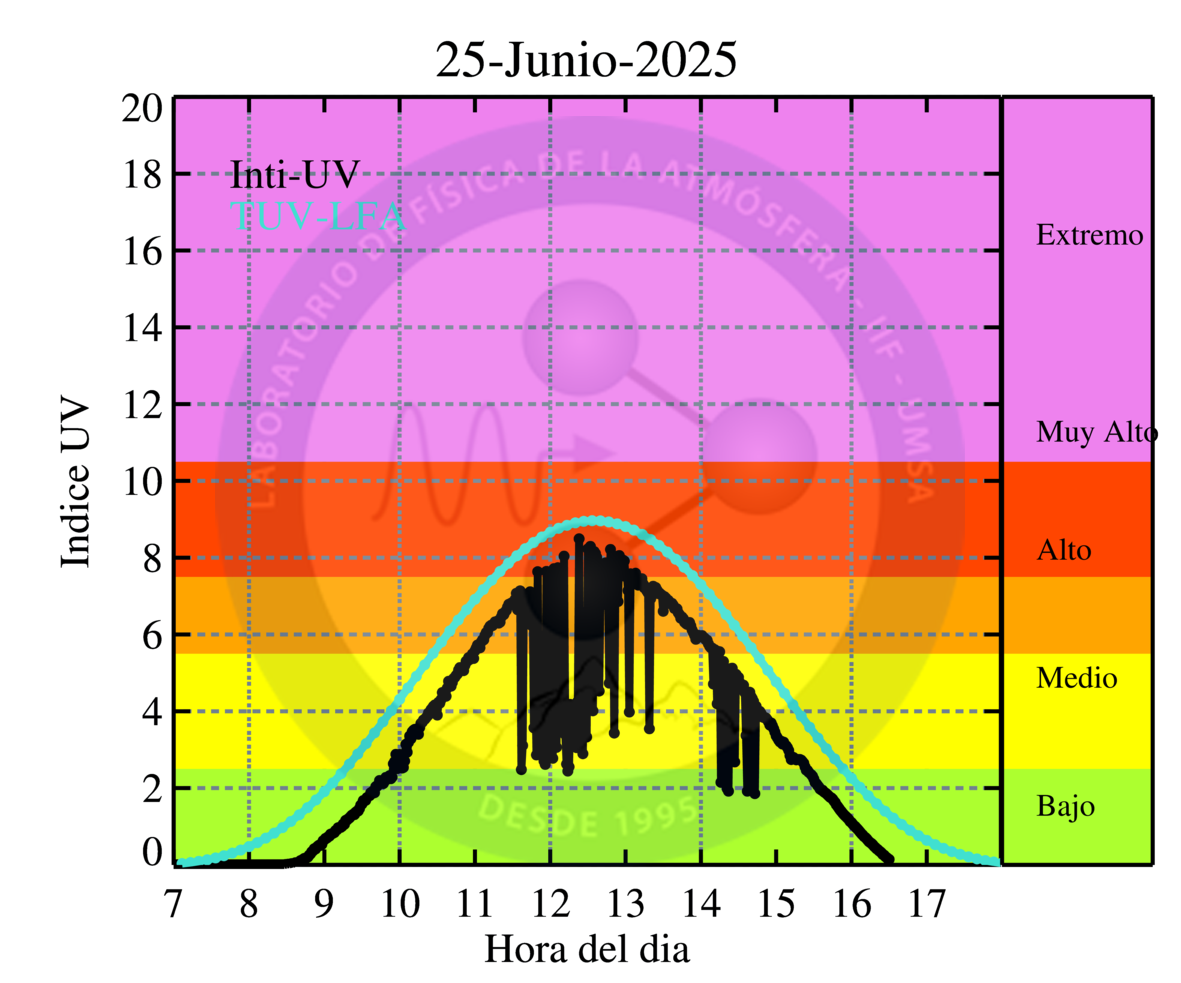 25-Junio-2025
Inti-UV
TUV-LFA
LABORATORIO DE FÍSICA DE LA ATMÓSFERA - IIF - UMSA
DESDE 1995
Indice UV
20
18
16
14
12
10
8
6
4
2
0
Extremo
Muy Alto
Alto
Medio
Bajo
7 8 9 10 11 12 13 14 15 16 17
Hora del dia